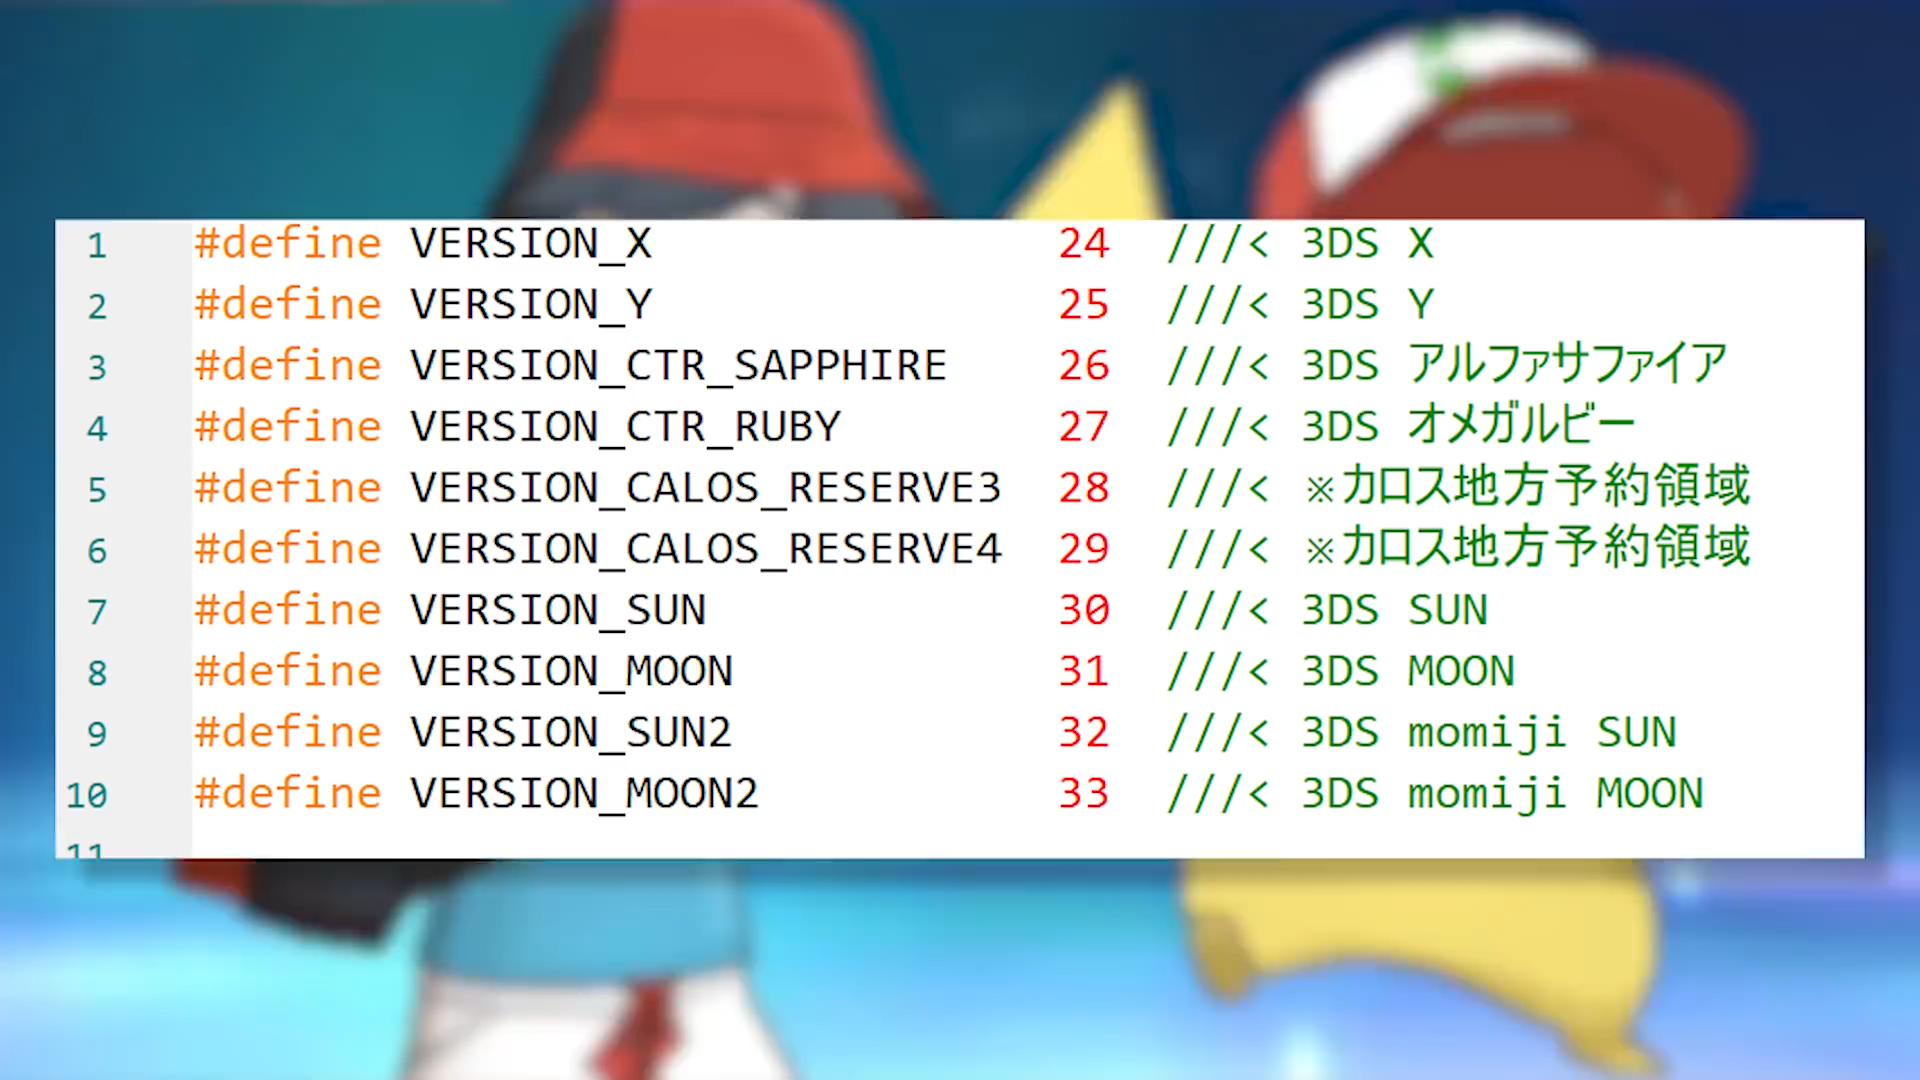 1 #define VERSION_X 24 ///< 3DS X
2 #define VERSION_Y 25 ///< 3DS Y
3 #define VERSION_CTR_SAPPHIRE 26 ///< 3DS アルファサファイア
4 #define VERSION_CTR_RUBY 27 ///< 3DS オメガルビー
5 #define VERSION_CALOS_RESERVE3 28 ///< ※カロス地方予約領域
6 #define VERSION_CALOS_RESERVE4 29 ///< ※カロス地方予約領域
7 #define VERSION_SUN 30 ///< 3DS SUN
8 #define VERSION_MOON 31 ///< 3DS MOON
9 #define VERSION_SUN2 32 ///< 3DS momiji SUN
10 #define VERSION_MOON2 33 ///< 3DS momiji MOON
11